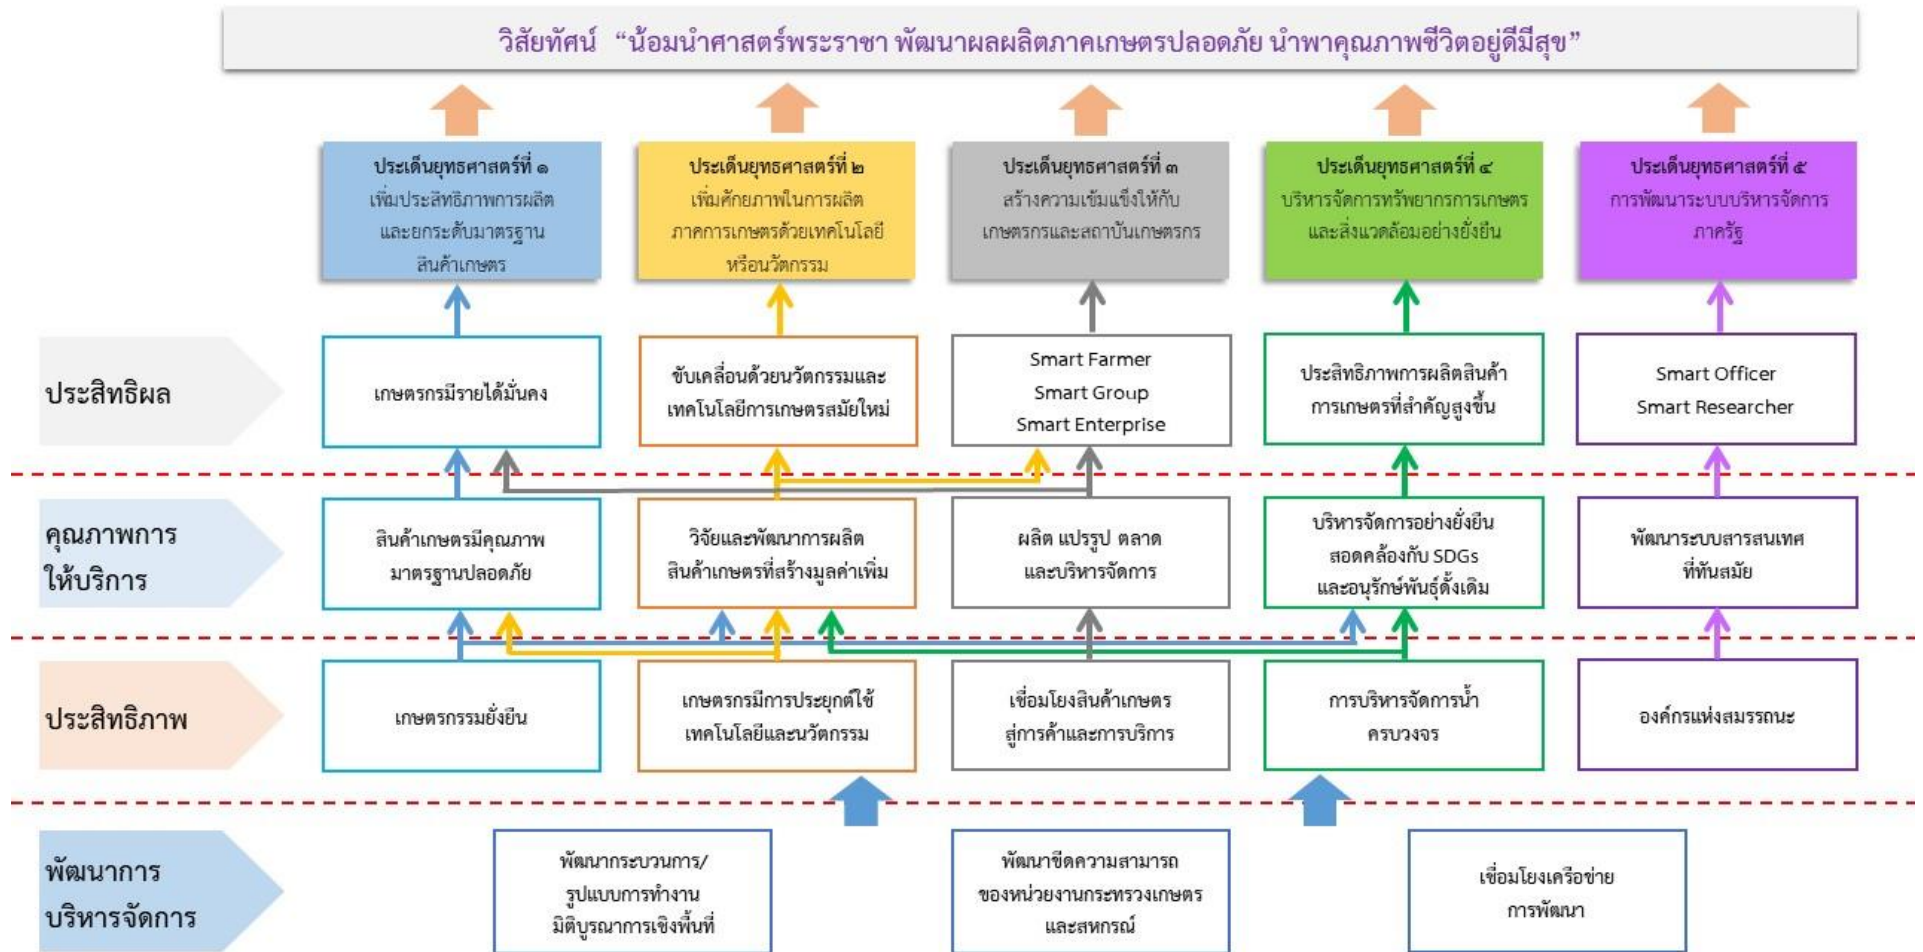 วิสัยทัศน์ “น้อมนำศาสตร์พระราชา พัฒนาผลผลิตภาคเกษตรปลอดภัย นำพาคุณภาพชีวิตอยู่ดีมีสุข”
ประเด็นยุทธศาสตร์ที่ ๑
เพิ่มประสิทธิภาพการผลิต
และยกระดับมาตรฐาน
สินค้าเกษตร
ประเด็นยุทธศาสตร์ที่ ๒
เพิ่มศักยภาพในการผลิต
ภาคการเกษตรด้วยเทคโนโลยี
หรือนวัตกรรม
ประเด็นยุทธศาสตร์ที่ ๓
สร้างความเข้มแข็งให้กับ
เกษตรกรและสถาบันเกษตรกร
ประเด็นยุทธศาสตร์ที่ ๔
บริหารจัดการทรัพยากรการเกษตร
และสิ่งแวดล้อมอย่างยั่งยืน
ประเด็นยุทธศาสตร์ที่ ๕
การพัฒนาระบบบริหารจัดการ
ภาครัฐ
ประสิทธิผล
เกษตรกรมีรายได้มั่นคง
ขับเคลื่อนด้วยนวัตกรรมและ
เทคโนโลยีการเกษตรสมัยใหม่
Smart Farmer
Smart Group
Smart Enterprise
ประสิทธิภาพการผลิตสินค้า
การเกษตรที่สำคัญสูงขึ้น
Smart Officer
Smart Researcher
คุณภาพการ
ให้บริการ
สินค้าเกษตรมีคุณภาพ
มาตรฐานปลอดภัย
วิจัยและพัฒนาการผลิต
สินค้าเกษตรที่สร้างมูลค่าเพิ่ม
ผลิต แปรรูป ตลาด
และบริหารจัดการ
บริหารจัดการอย่างยั่งยืน
สอดคล้องกับ SDGs
และอนุรักษ์พันธุ์ดั้งเดิม
พัฒนาระบบสารสนเทศ
ที่ทันสมัย
ประสิทธิภาพ
เกษตรกรรมยั่งยืน
เกษตรกรมีการประยุกต์ใช้
เทคโนโลยีและนวัตกรรม
เชื่อมโยงสินค้าเกษตร
สู่การค้าและการบริการ
การบริหารจัดการน้ำ
ครบวงจร
องค์กรแห่งสมรรถนะ
พัฒนาการ
บริหารจัดการ
พัฒนากระบวนการ/
รูปแบบการทำงาน
มิติบูรณาการเชิงพื้นที่
พัฒนาขีดความสามารถ
ของหน่วยงานกระทรวงเกษตร
และสหกรณ์
เชื่อมโยงเครือข่าย
การพัฒนา